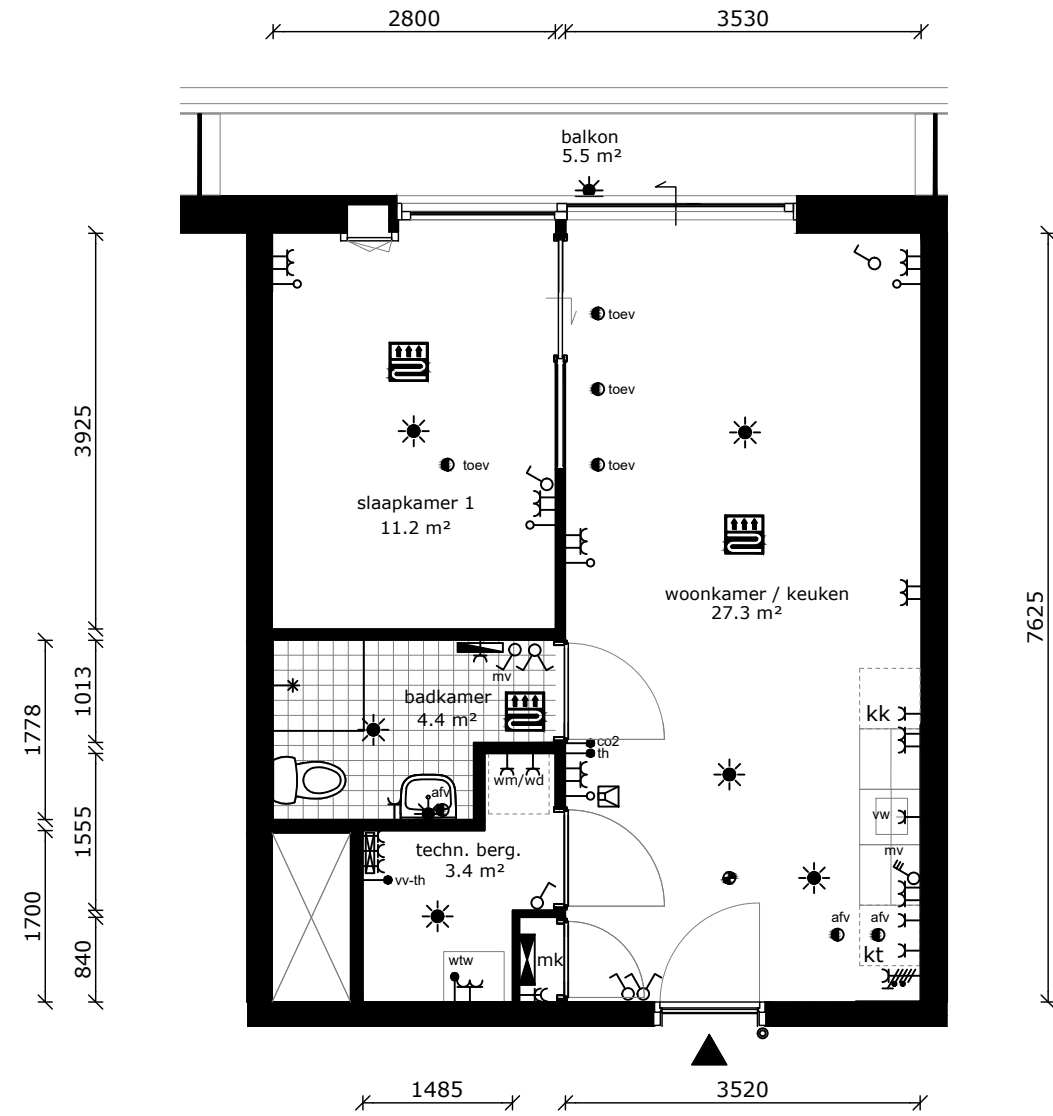 2800
3530
balkon
5.5 m²
toev
toev
toev
toev
3925
slaapkamer 1
11.2 m²
woonkamer / keuken
27.3 m²
7625
1013
1778
mv
badkamer
4.4 m²
kk
co2
th
wm/wd
afv
vw
1555
mv
techn. berg.
3.4 m²
vv-th
1700
840
afv
afv
kt
wtw
mk
1485
3520